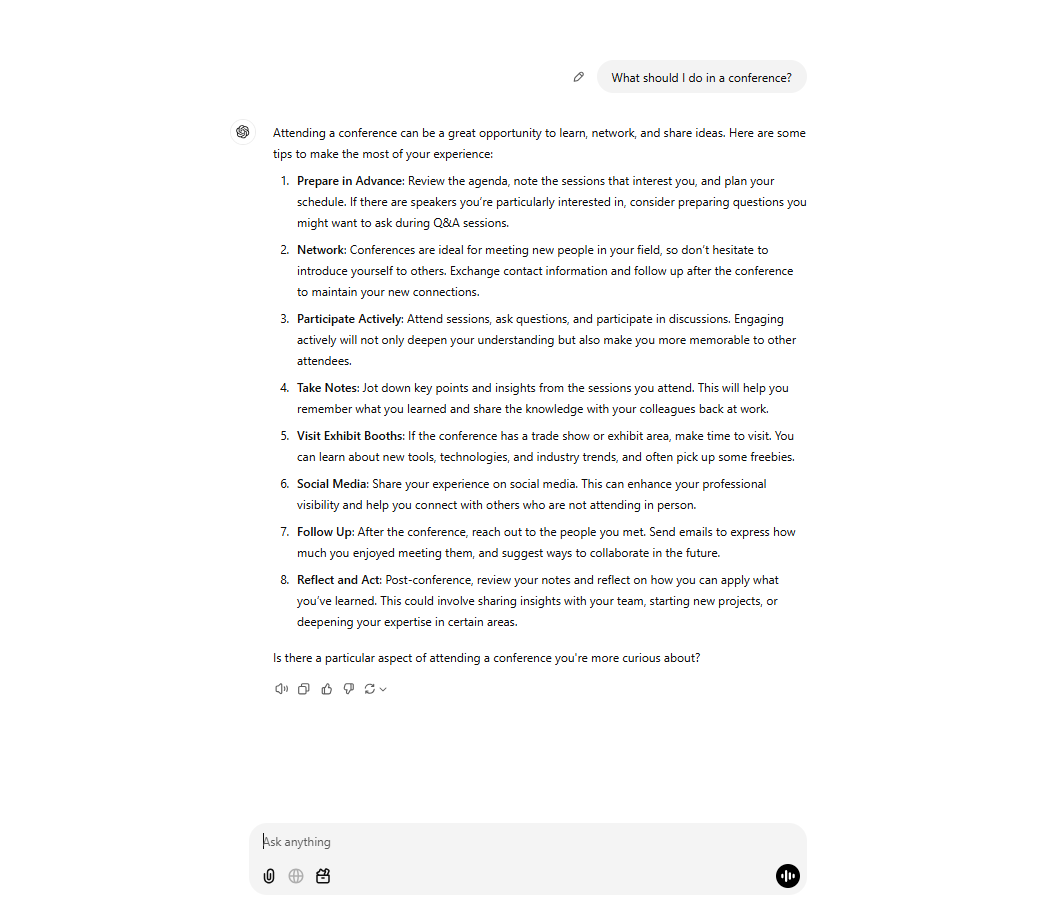 What should I do in a conference?
Attending a conference can be a great opportunity to learn, network, and share ideas. Here are some
tips to make the most of your experience:
1. Prepare in Advance: Review the agenda, note the sessions that interest you, and plan your
schedule. If there are speakers you’re particularly interested in, consider preparing questions you
might want to ask during Q&A sessions.
2. Network: Conferences are ideal for meeting new people in your field, so don’t hesitate to
introduce yourself to others. Exchange contact information and follow up after the conference
to maintain your new connections.
3. Participate Actively: Attend sessions, ask questions, and participate in discussions. Engaging
actively will not only deepen your understanding but also make you more memorable to other
attendees.
4. Take Notes: Jot down key points and insights from the sessions you attend. This will help you
remember what you learned and share the knowledge with your colleagues back at work.
5. Visit Exhibit Booths: If the conference has a trade show or exhibit area, make time to visit. You
can learn about new tools, technologies, and industry trends, and often pick up some freebies.
6. Social Media: Share your experience on social media. This can enhance your professional
visibility and help you connect with others who are not attending in person.
7. Follow Up: After the conference, reach out to the people you met. Send emails to express how
much you enjoyed meeting them, and suggest ways to collaborate in the future.
8. Reflect and Act: Post-conference, review your notes and reflect on how you can apply what
you’ve learned. This could involve sharing insights with your team, starting new projects, or
deepening your expertise in certain areas.
Is there a particular aspect of attending a conference you're more curious about?
Ask anything